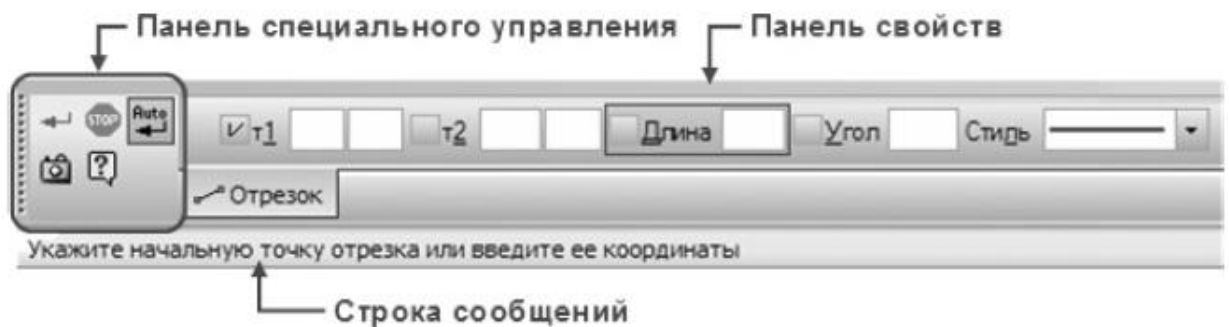 Панель специального управления
Панель свойств
STOP Auto
т1 т2 Длина Угол Стиль
?
Отрезок
Укажите начальную точку отрезка или введите ее координаты
Строка сообщений